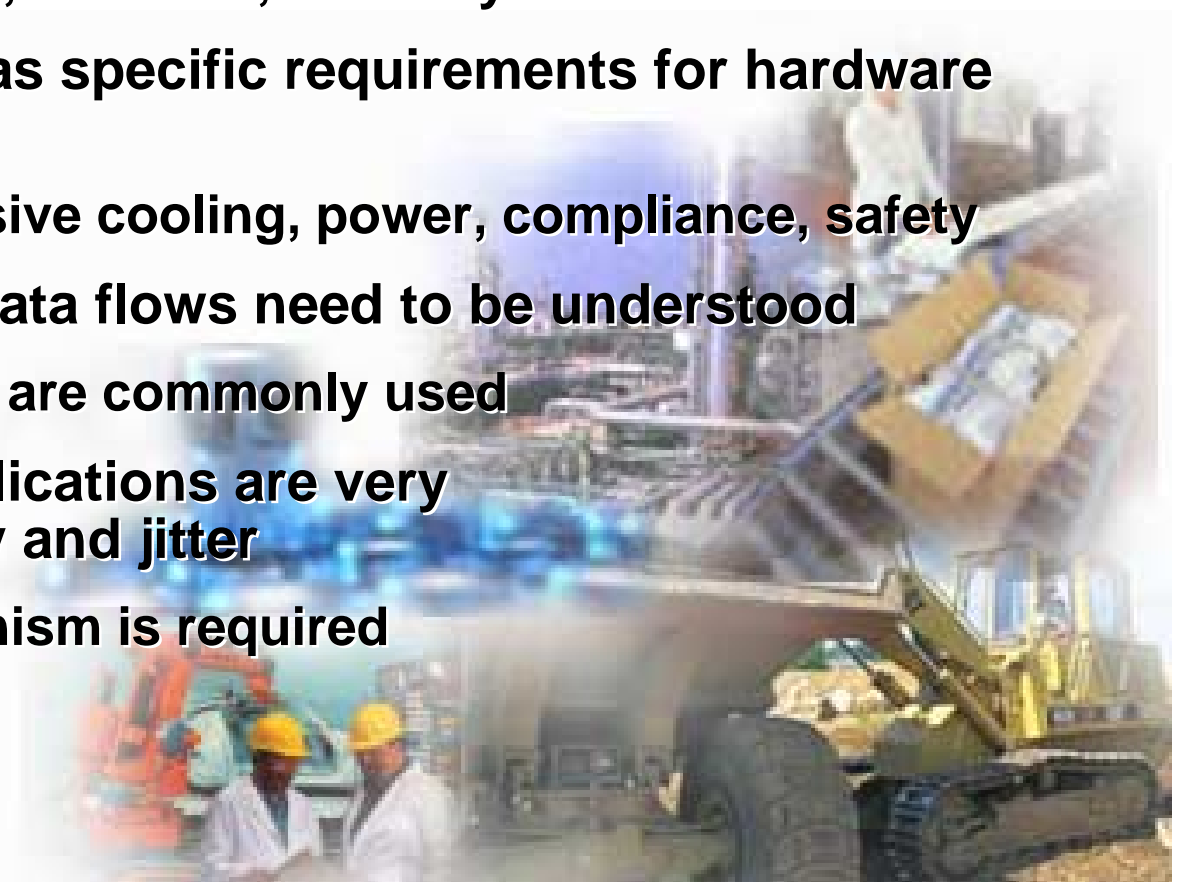 as specific requirements for hardware
sive cooling, power, compliance, safety
ata flows need to be understood
are commonly used
lications are very
y and jitter
nism is required